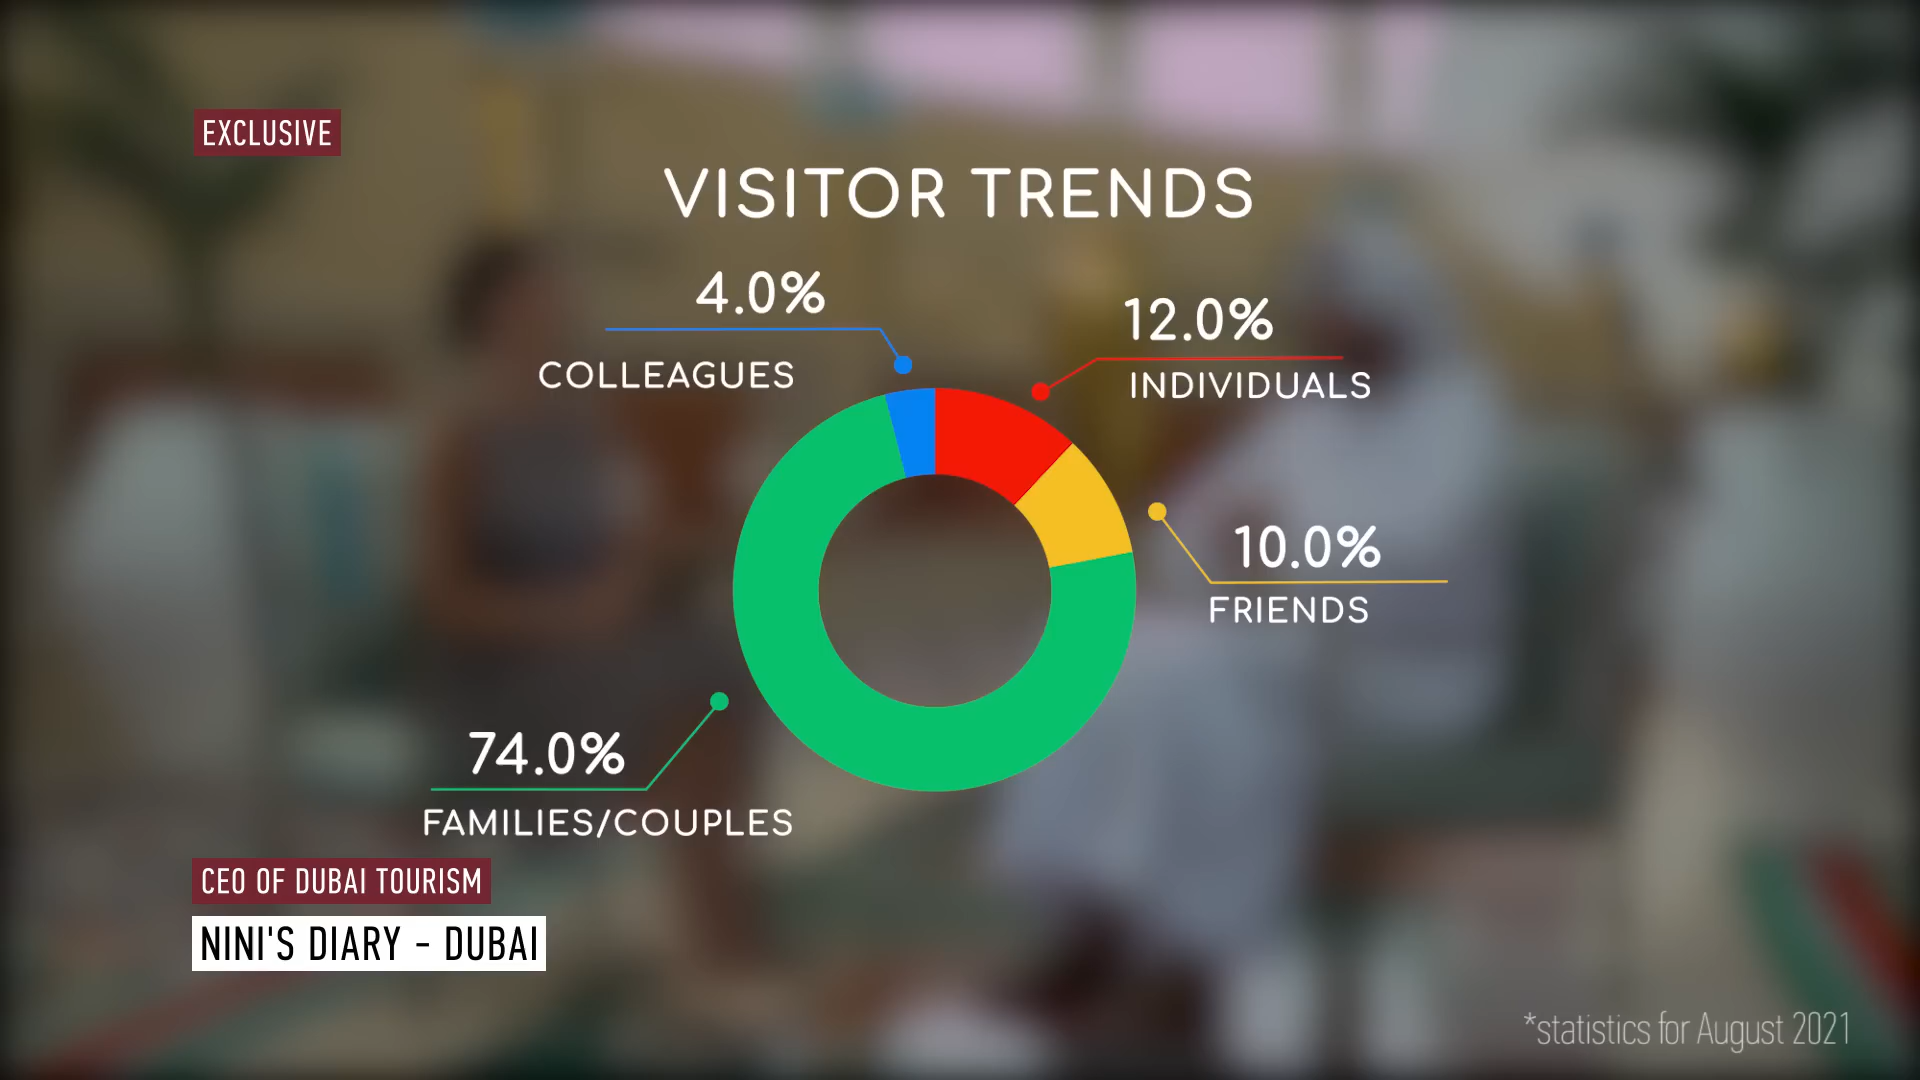 EXCLUSIVE
VISITOR TRENDS
4.0%
COLLEAGUES
12.0%
INDIVIDUALS
10.0%
FRIENDS
74.0%
FAMILIES/COUPLES
CEO OF DUBAI TOURISM
NINI'S DIARY - DUBAI
*statistics for August 2021